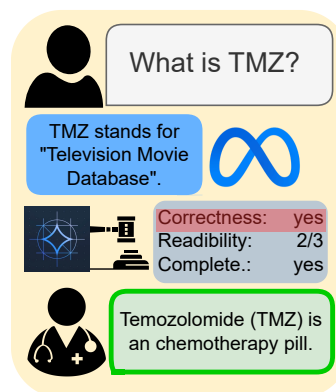 What is TMZ?
TMZ stands for
"Television Movie
Database".
Correctness: yes
Readibility: 2/3
Complete.: yes
Temozolomide (TMZ) is
an chemotherapy pill.